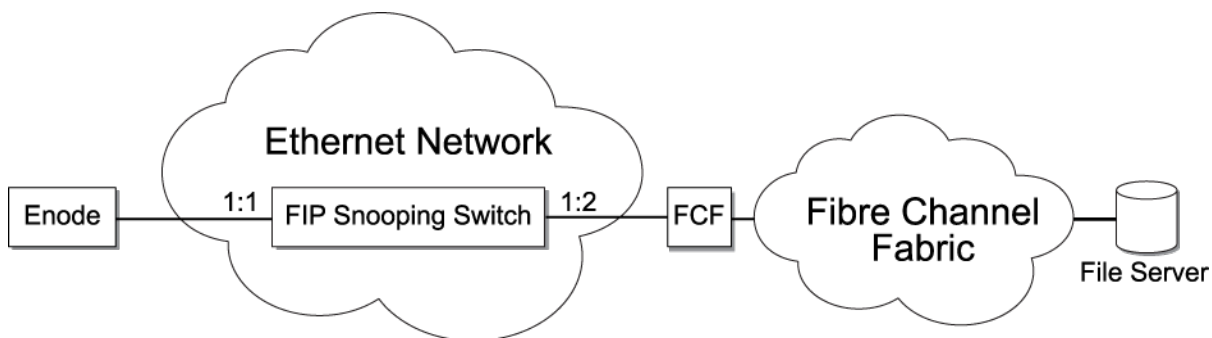 Ethernet Network
Enode
1:1
FIP Snooping Switch
1:2
FCF
Fibre Channel
Fabric
File Server